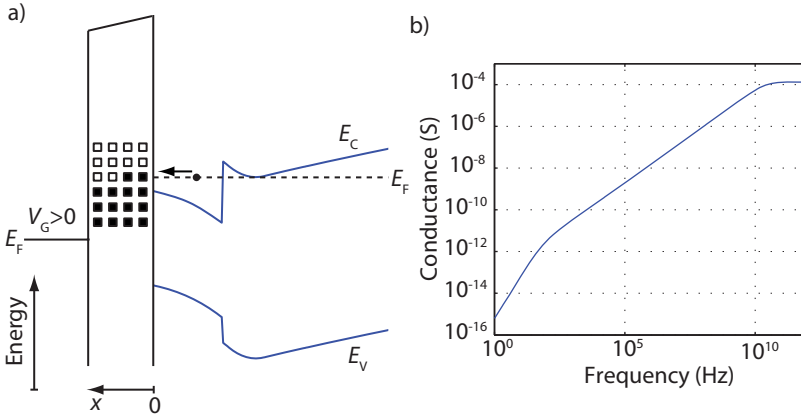 a)
E_C
E_F
V_G>0
E_F
Energy
E_V
x
0
b)
Conductance (S)
10^-4
10^-6
10^-8
10^-10
10^-12
10^-14
10^-16
10^0
10^5
10^10
Frequency (Hz)